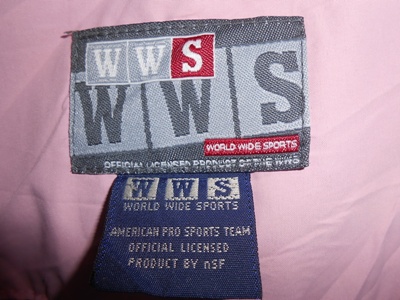 WWS
WWS
WORLD WIDE SPORTS
OFFICIAL LICENSED PRODUCT OF THE WWS
WWS
WORLD WIDE SPORTS
AMERICAN PRO SPORTS TEAM
OFFICIAL LICENSED
PRODUCT BY nSF